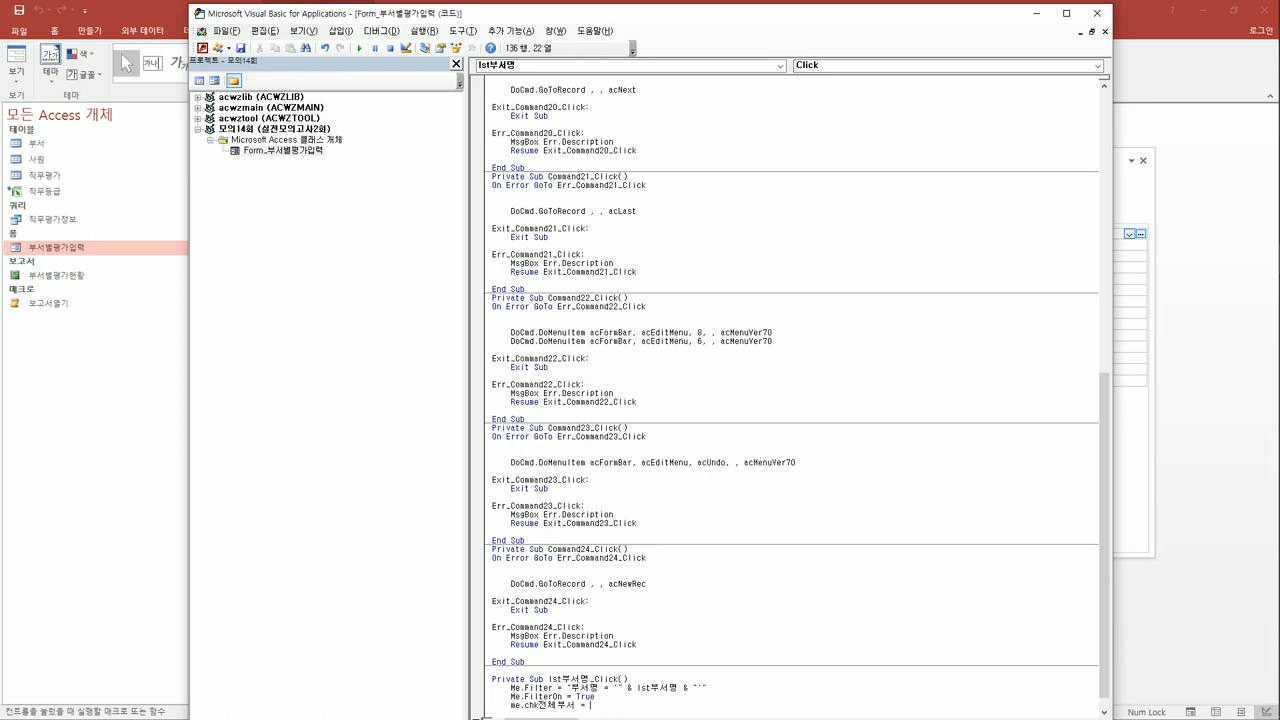 Microsoft Visual Basic for Applications - [Form_부서별평가입력 (코드)]
파일 홈 만들기 외부 데이터
로그인
파일(F) 편집(E) 보기(V) 삽입(I) 디버그(D) 실행(R) 도구(T) 추가 기능(A) 창(W) 도움말(H)
136 행, 22 열
보기
테마
색
가 글꼴
보기
테마
프로젝트 - 모의14회
lst부서명
Click
acwzlib (ACWZLIB)
acwzmain (ACWZMAIN)
acwztool (ACWZTOOL)
모의14회 (실전모의고사2회)
Microsoft Access 클래스 개체
Form_부서별평가입력
모든 Access 개체
테이블
부서
사원
직무평가
직무등급
쿼리
직무평가정보
폼
부서별평가입력
보고서
부서별평가현황
매크로
보고서열기
DoCmd.GoToRecord , , acNext
Exit_Command20_Click:
Exit Sub
Err_Command20_Click:
MsgBox Err.Description
Resume Exit_Command20_Click
End Sub
Private Sub Command21_Click()
On Error GoTo Err_Command21_Click
DoCmd.GoToRecord , , acLast
Exit_Command21_Click:
Exit Sub
Err_Command21_Click:
MsgBox Err.Description
Resume Exit_Command21_Click
End Sub
Private Sub Command22_Click()
On Error GoTo Err_Command22_Click
DoCmd.DoMenuItem acFormBar, acEditMenu, 8, , acMenuVer70
DoCmd.DoMenuItem acFormBar, acEditMenu, 6, , acMenuVer70
Exit_Command22_Click:
Exit Sub
Err_Command22_Click:
MsgBox Err.Description
Resume Exit_Command22_Click
End Sub
Private Sub Command23_Click()
On Error GoTo Err_Command23_Click
DoCmd.DoMenuItem acFormBar, acEditMenu, acUndo, , acMenuVer70
Exit_Command23_Click:
Exit Sub
Err_Command23_Click:
MsgBox Err.Description
Resume Exit_Command23_Click
End Sub
Private Sub Command24_Click()
On Error GoTo Err_Command24_Click
DoCmd.GoToRecord , , acNewRec
Exit_Command24_Click:
Exit Sub
Err_Command24_Click:
MsgBox Err.Description
Resume Exit_Command24_Click
End Sub
Private Sub lst부서명_Click()
Me.Filter = "부서명 = '" & lst부서명 & "'"
Me.FilterOn = True
me.chk전체부서 =
컨트롤을 눌렀을 때 실행할 매크로 또는 함수
Num Lock